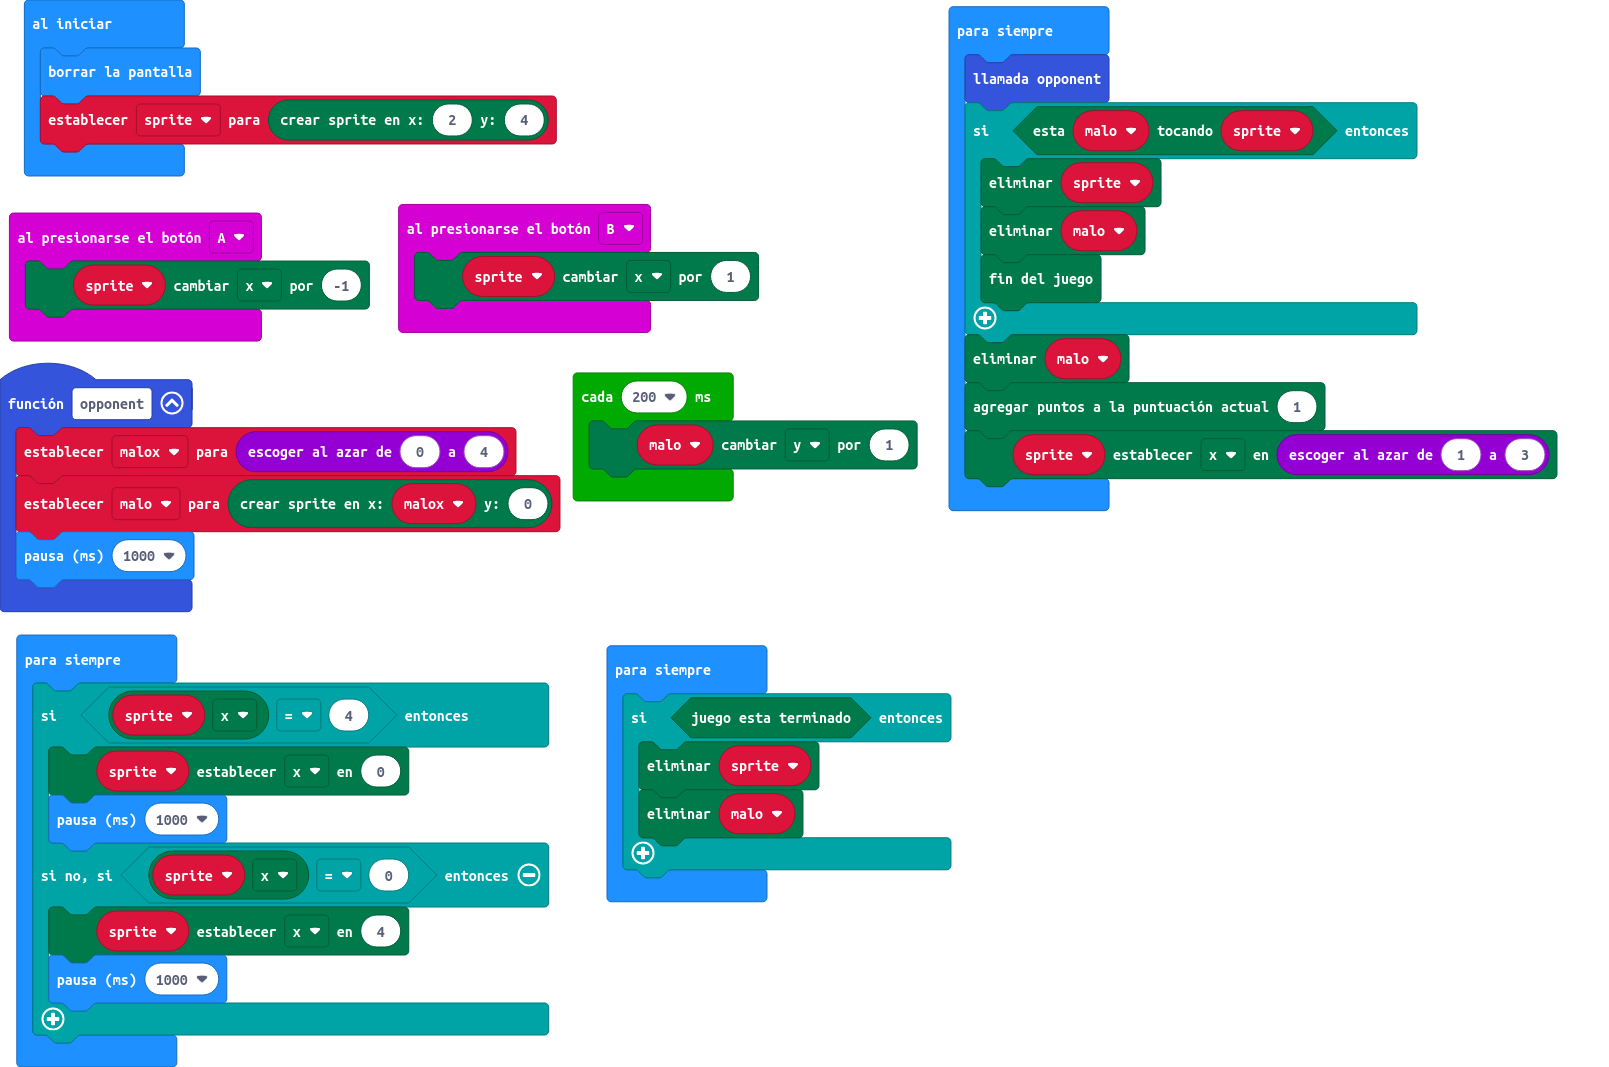 al iniciar
borrar la pantalla
establecer sprite para crear sprite en x: 2 y: 4
al presionarse el botón A
sprite cambiar x por -1
al presionarse el botón B
sprite cambiar x por 1
función opponent
establecer malox para escoger al azar de 0 a 4
establecer malo para crear sprite en x: malox y: 0
pausa (ms) 1000
cada 200 ms
malo cambiar y por 1
para siempre
llamada opponent
si esta malo tocando sprite entonces
eliminar sprite
eliminar malo
fin del juego
eliminar malo
agregar puntos a la puntuación actual 1
sprite establecer x en escoger al azar de 1 a 3
para siempre
si sprite x = 4 entonces
sprite establecer x en 0
pausa (ms) 1000
si no, si sprite x = 0 entonces
sprite establecer x en 4
pausa (ms) 1000
para siempre
si juego esta terminado entonces
eliminar sprite
eliminar malo